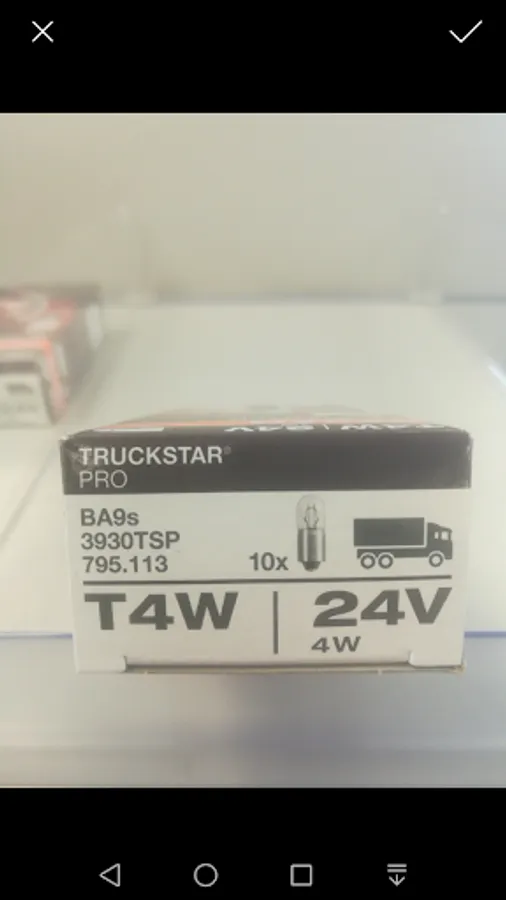 TRUCKSTAR®
PRO
BA9s
3930TSP
795.113
10x
T4W
24V
4W